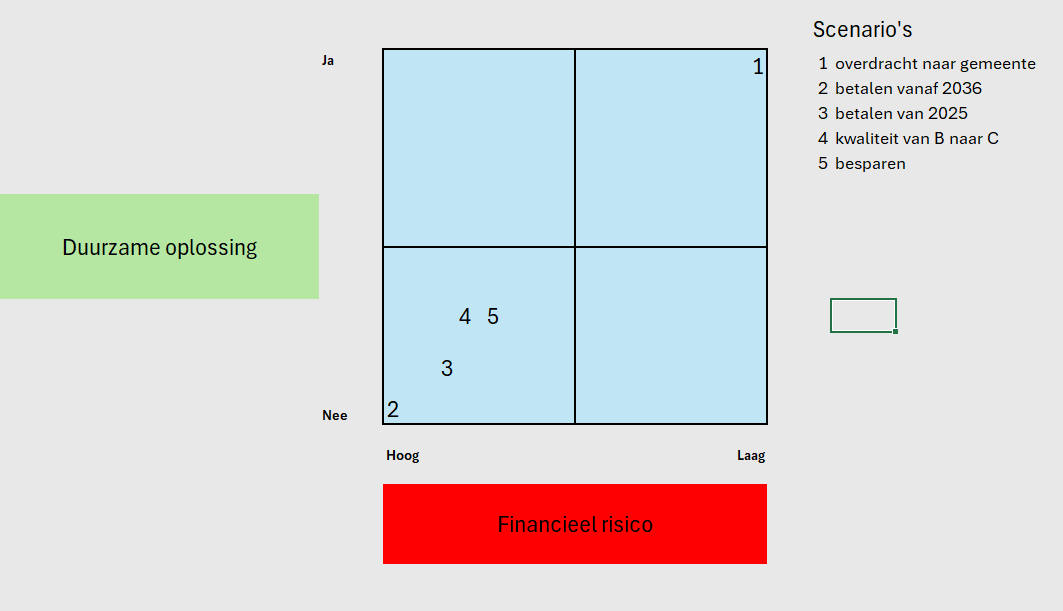 Scenario's
Ja
1
1 overdracht naar gemeente
2 betalen vanaf 2036
3 betalen van 2025
4 kwaliteit van B naar C
5 besparen
Duurzame oplossing
4 5
3
2
Nee
Hoog Laag
Financieel risico